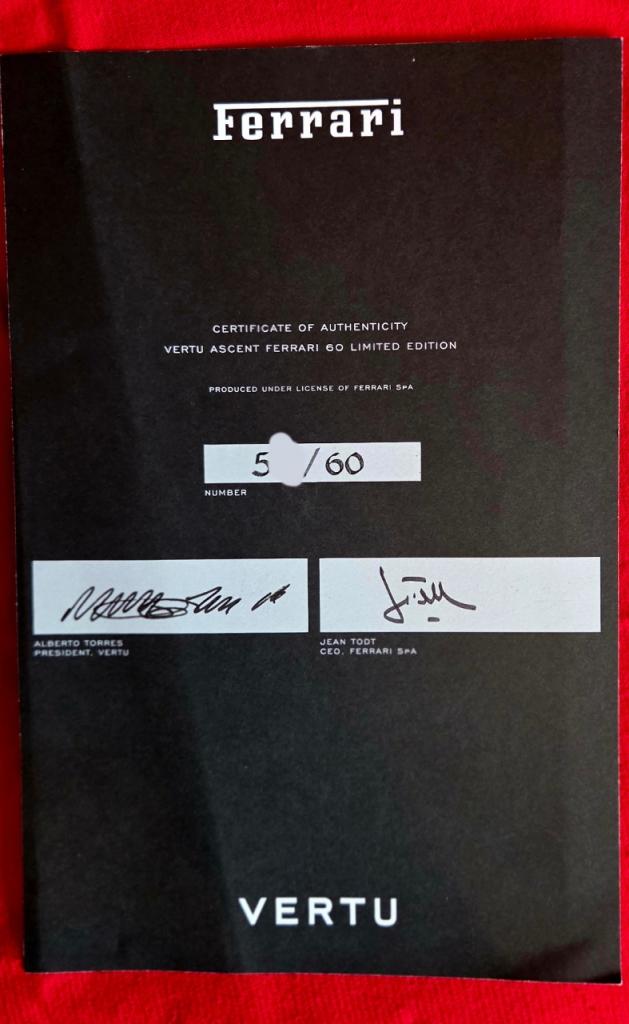 Ferrari
CERTIFICATE OF AUTHENTICITY
VERTU ASCENT FERRARI 60 LIMITED EDITION
PRODUCED UNDER LICENSE OF FERRARI SPA
5 /60
NUMBER
ALBERTO TORRES
PRESIDENT, VERTU
JEAN TODT
CEO, FERRARI SPA
VERTU